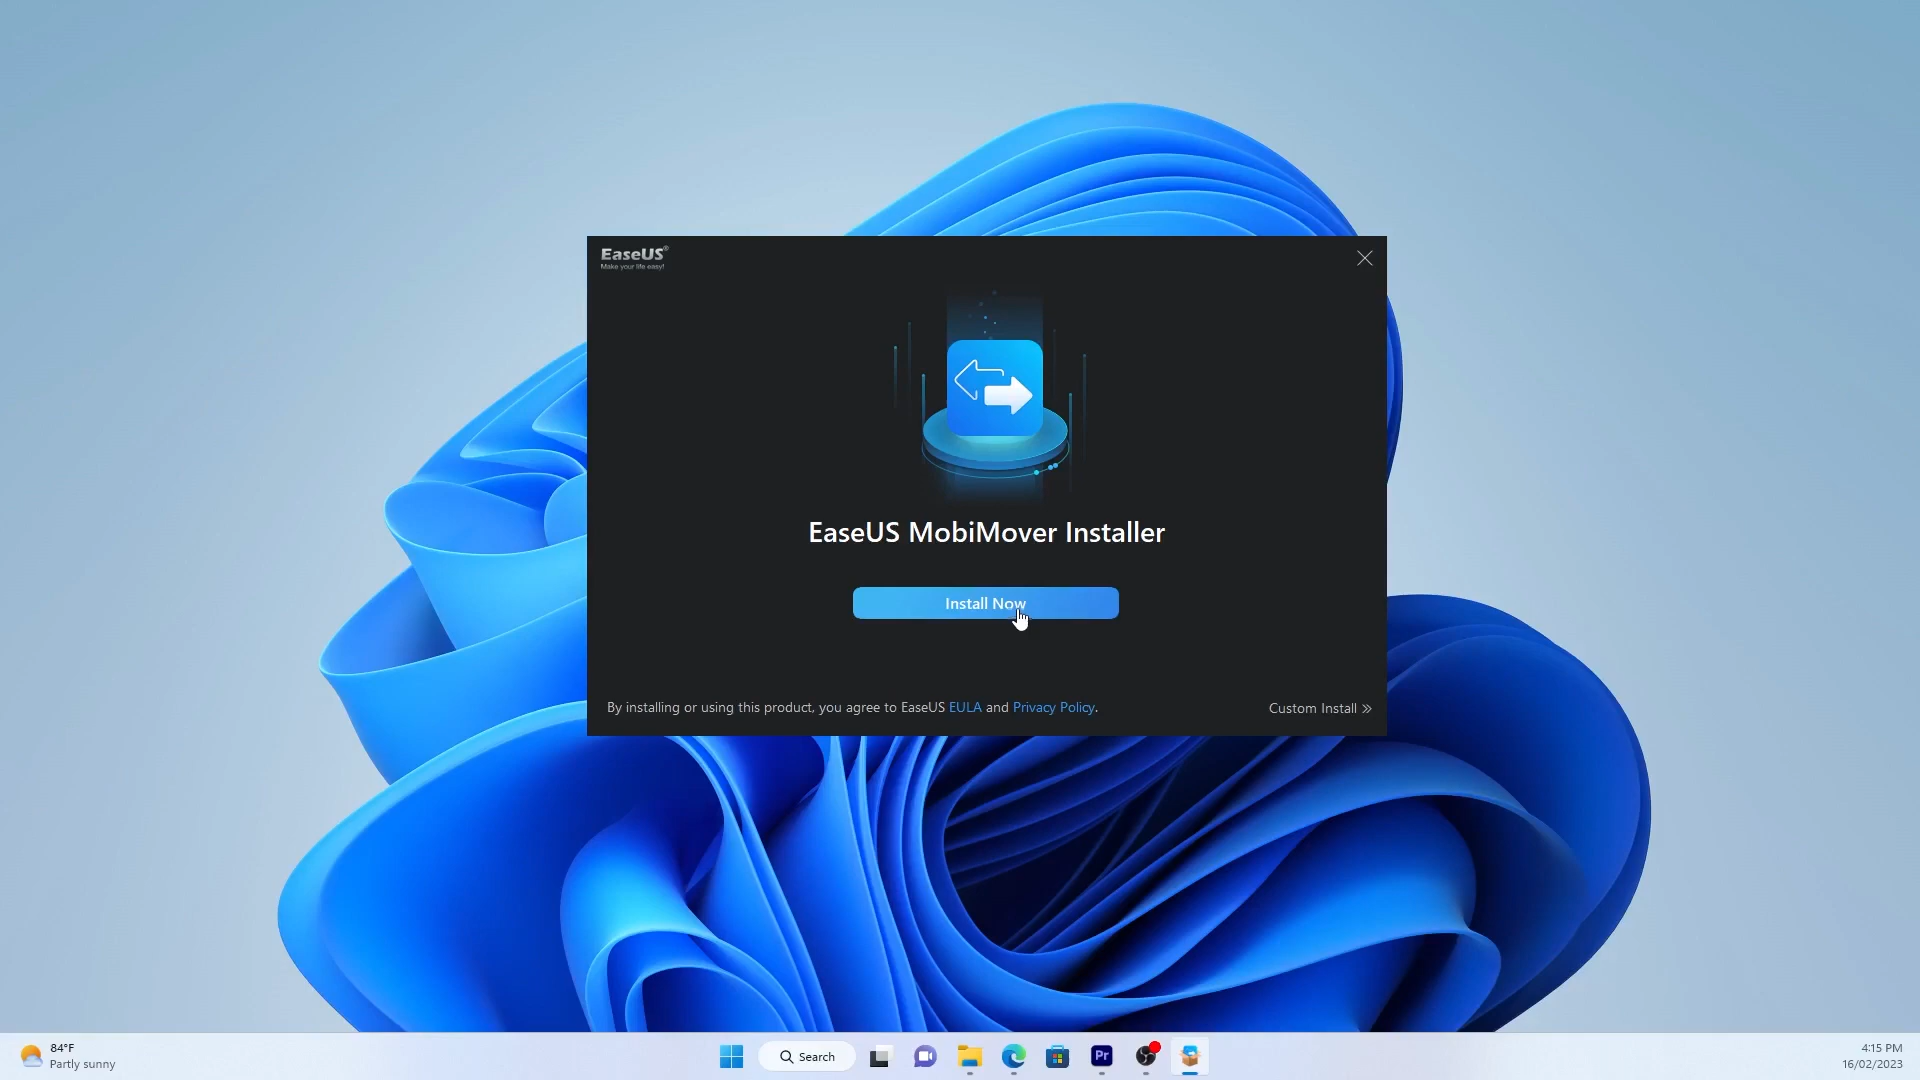 EaseUS®
Make your life easy!
EaseUS MobiMover Installer
Install Now
By installing or using this product, you agree to EaseUS EULA and Privacy Policy.
Custom Install »
84°F
Partly sunny
Search
Pr
4:15 PM
16/02/2023